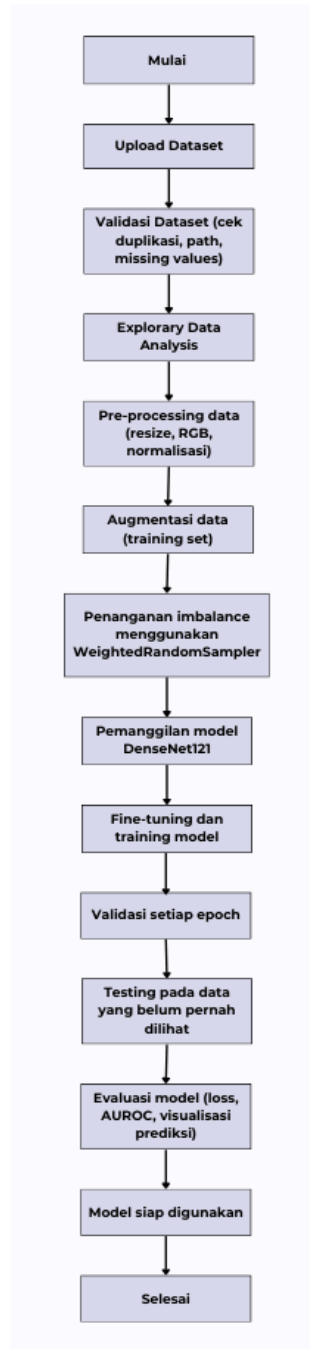 Mulai
Upload Dataset
Validasi Dataset (cek
duplikasi, path,
missing values)
Explorary Data
Analysis
Pre-processing data
(resize, RGB,
normalisasi)
Augmentasi data
(training set)
Penanganan imbalance
menggunakan
WeightedRandomSampler
Pemanggilan model
DenseNet121
Fine-tuning dan
training model
Validasi setiap epoch
Testing pada data
yang belum pernah
dilihat
Evaluasi model (loss,
AUROC, visualisasi
prediksi)
Model siap digunakan
Selesai